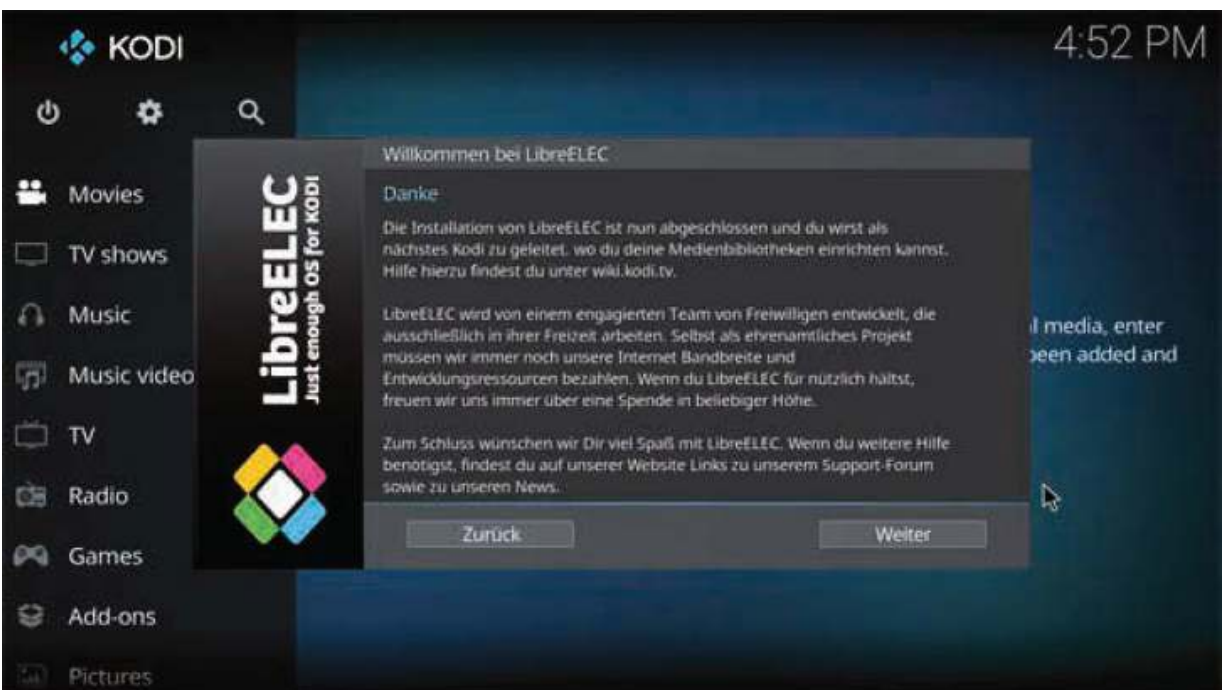 KODI
4:52 PM
Movies
TV shows
Music
Music video
TV
Radio
Games
Add-ons
Pictures
LibreELEC
Just enough OS for KODI
Willkommen bei LibreELEC
Danke
Die Installation von LibreELEC ist nun abgeschlossen und du wirst als
nächstes Kodi zu geleitet, wo du deine Medienbibliotheken einrichten kannst.
Hilfe hierzu findest du unter wiki.kodi.tv.
LibreELEC wird von einem engagierten Team von Freiwilligen entwickelt, die
ausschließlich in ihrer Freizeit arbeiten. Selbst als ehrenamtliches Projekt
müssen wir immer noch unsere Internet Bandbreite und
Entwicklungsressourcen bezahlen. Wenn du LibreELEC für nützlich hältst,
freuen wir uns immer über eine Spende in beliebiger Höhe.
Zum Schluss wünschen wir Dir viel Spaß mit LibreELEC. Wenn du weitere Hilfe
benötigst, findest du auf unserer Website Links zu unserem Support-Forum
sowie zu unseren News.
Zurück
Weiter
media, enter
been added and